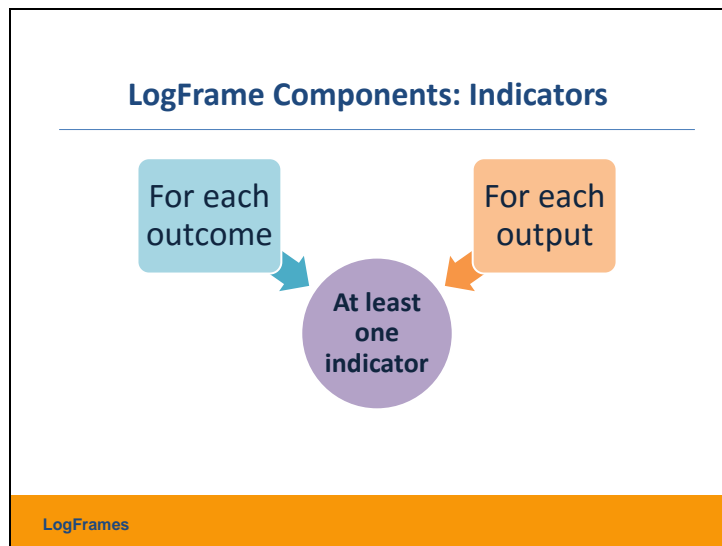 LogFrame Components: Indicators
For each
outcome
For each
output
At least
one
indicator
LogFrames